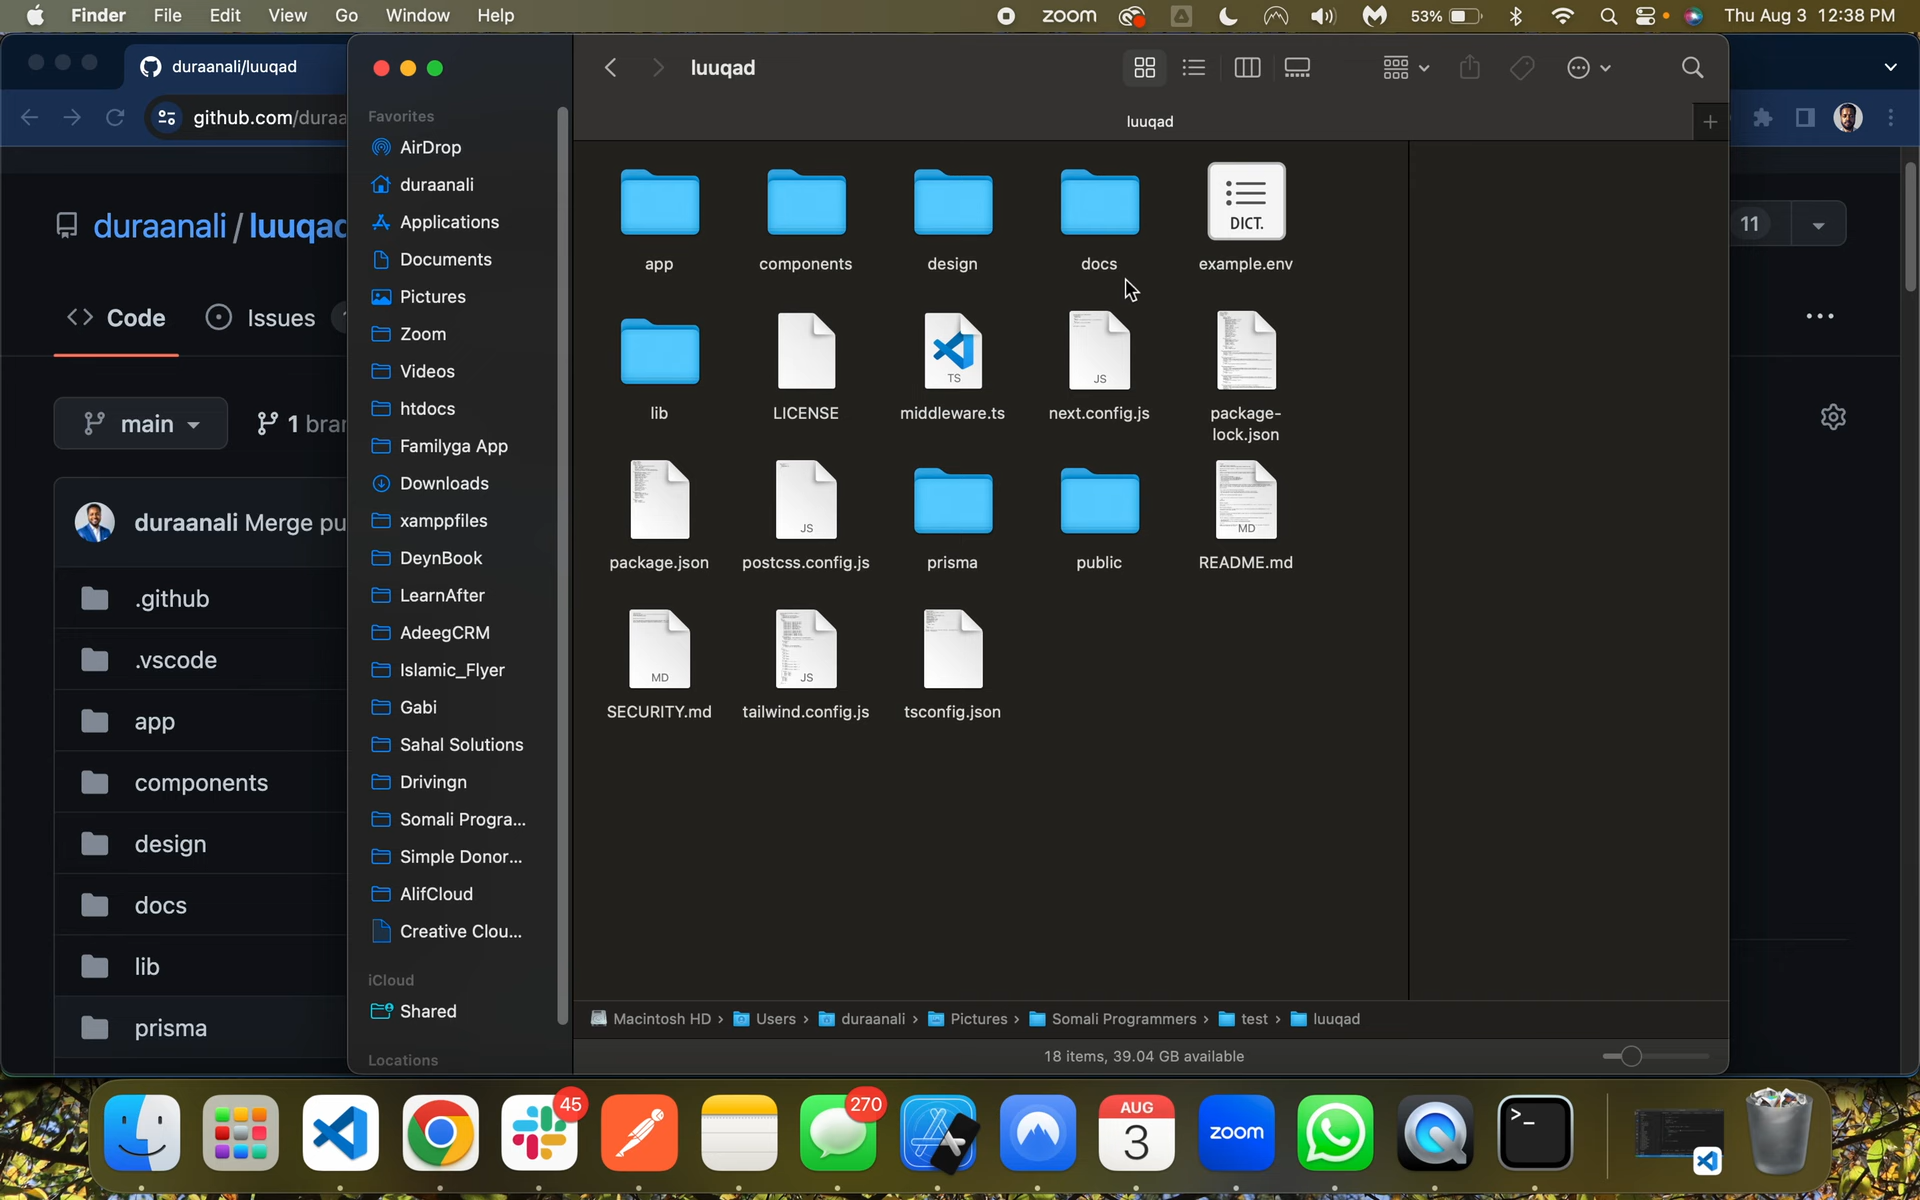 Finder File Edit View Go Window Help zoom 53% Thu Aug 3 12:38 PM
duraanali/luuqad
github.com/duraa
duraanali / luuqad
Code Issues
main 1 bran
duraanali Merge pu
.github
.vscode
app
components
design
docs
lib
prisma
11
Favorites
AirDrop
duraanali
Applications
Documents
Pictures
Zoom
Videos
htdocs
Familyga App
Downloads
xamppfiles
DeynBook
LearnAfter
AdeegCRM
Islamic_Flyer
Gabi
Sahal Solutions
Drivingn
Somali Progra...
Simple Donor...
AlifCloud
Creative Clou...
iCloud
Shared
Locations
luuqad
luuqad
DICT.
app components design docs example.env
TS JS
lib LICENSE middleware.ts next.config.js package-
lock.json
JS MD
package.json postcss.config.js prisma public README.md
MD JS
SECURITY.md tailwind.config.js tsconfig.json
Macintosh HD › Users › duraanali › Pictures › Somali Programmers › test › luuqad
18 items, 39.04 GB available
45 270 AUG
3 zoom
>_